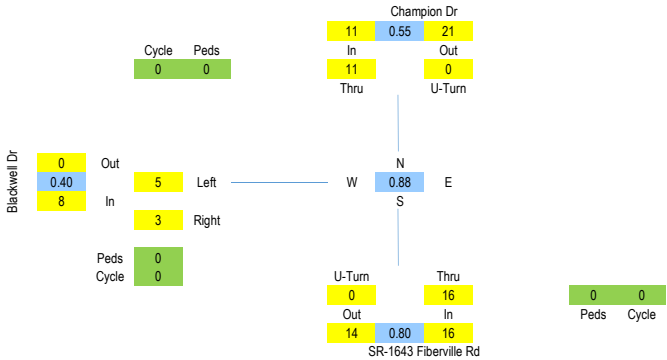 Champion Dr
11 0.55 21
Cycle Peds In Out
0 0 11 0
Thru U-Turn
Blackwell Dr
0 Out N
0.40 5 Left W 0.88 E
8 In S
3 Right
Peds 0
Cycle 0
U-Turn Thru
0 16 0 0
Out In Peds Cycle
14 0.80 16
SR-1643 Fiberville Rd